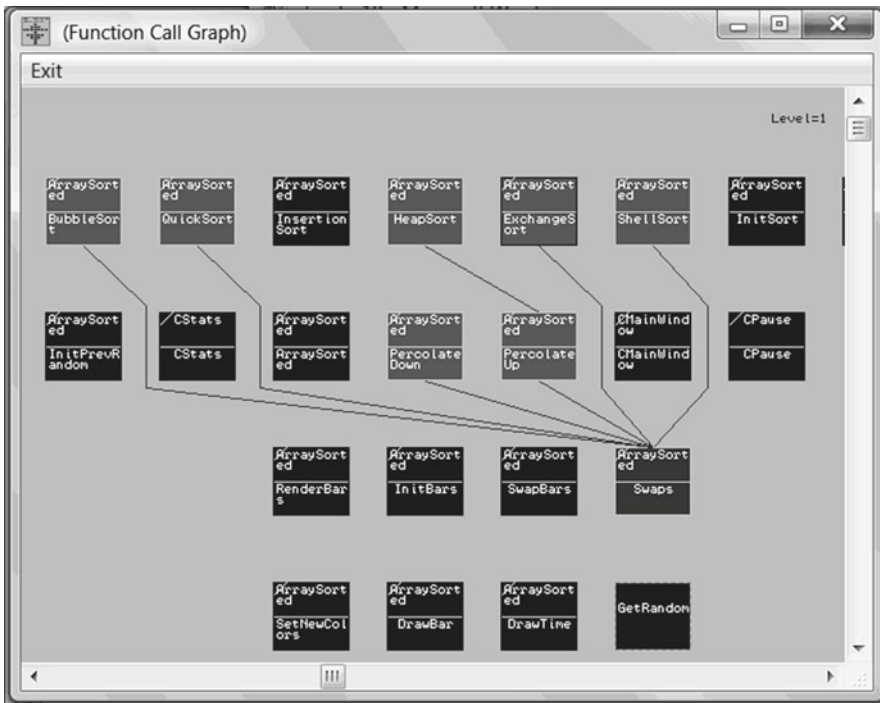 (Function Call Graph)
Exit
Level=1
ArraySort
ed
BubbleSor
t
ArraySort
ed
QuickSort
ArraySort
ed
Insertion
Sort
ArraySort
ed
HeapSort
ArraySort
ed
ExchangeS
ort
ArraySort
ed
ShellSort
ArraySort
ed
InitSort
ArraySort
ed
InitPrevR
andom
CStats
CStats
ArraySort
ed
ArraySort
ed
ArraySort
ed
Percolate
Down
ArraySort
ed
Percolate
Up
CMainWind
ow
CMainWind
ow
CPause
CPause
ArraySort
ed
RenderBar
s
ArraySort
ed
InitBars
ArraySort
ed
SwapBars
ArraySort
ed
Swaps
ArraySort
ed
SetNewCol
ors
ArraySort
ed
DrawBar
ArraySort
ed
DrawTime
GetRandom